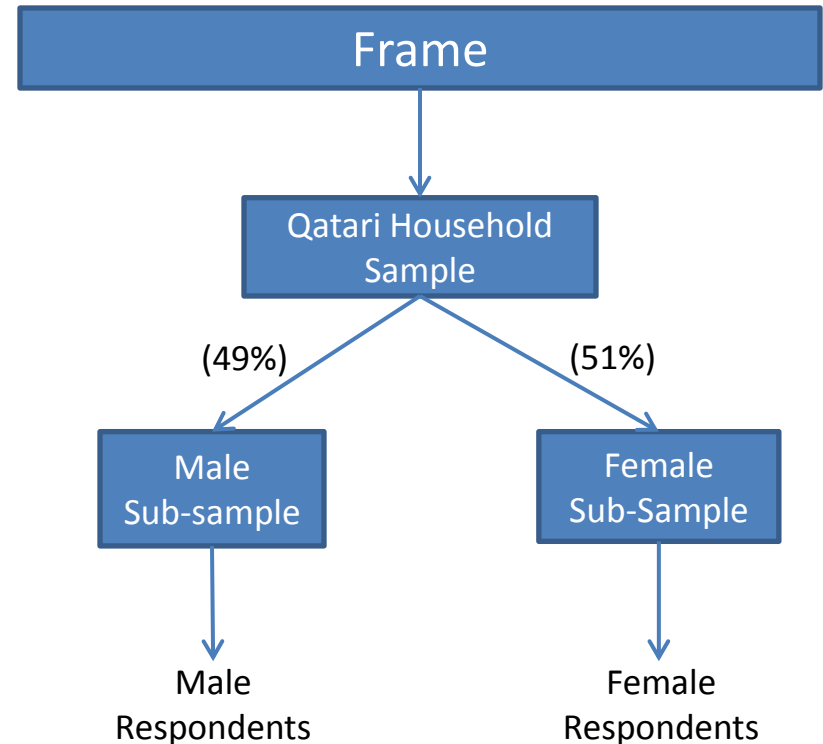 Frame
Qatari Household
Sample
(49%)
(51%)
Male
Sub-sample
Female
Sub-Sample
Male
Respondents
Female
Respondents